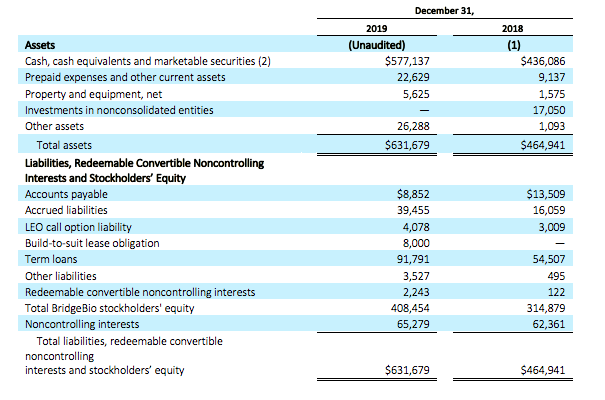 December 31,
2019 2018
Assets (Unaudited) (1)
Cash, cash equivalents and marketable securities (2) $577,137 $436,086
Prepaid expenses and other current assets 22,629 9,137
Property and equipment, net 5,625 1,575
Investments in nonconsolidated entities — 17,050
Other assets 26,288 1,093
Total assets $631,679 $464,941
Liabilities, Redeemable Convertible Noncontrolling
Interests and Stockholders' Equity
Accounts payable $8,852 $13,509
Accrued liabilities 39,455 16,059
LEO call option liability 4,078 3,009
Build-to-suit lease obligation 8,000 —
Term loans 91,791 54,507
Other liabilities 3,527 495
Redeemable convertible noncontrolling interests 2,243 122
Total BridgeBio stockholders' equity 408,454 314,879
Noncontrolling interests 65,279 62,361
Total liabilities, redeemable convertible
noncontrolling
interests and stockholders' equity $631,679 $464,941